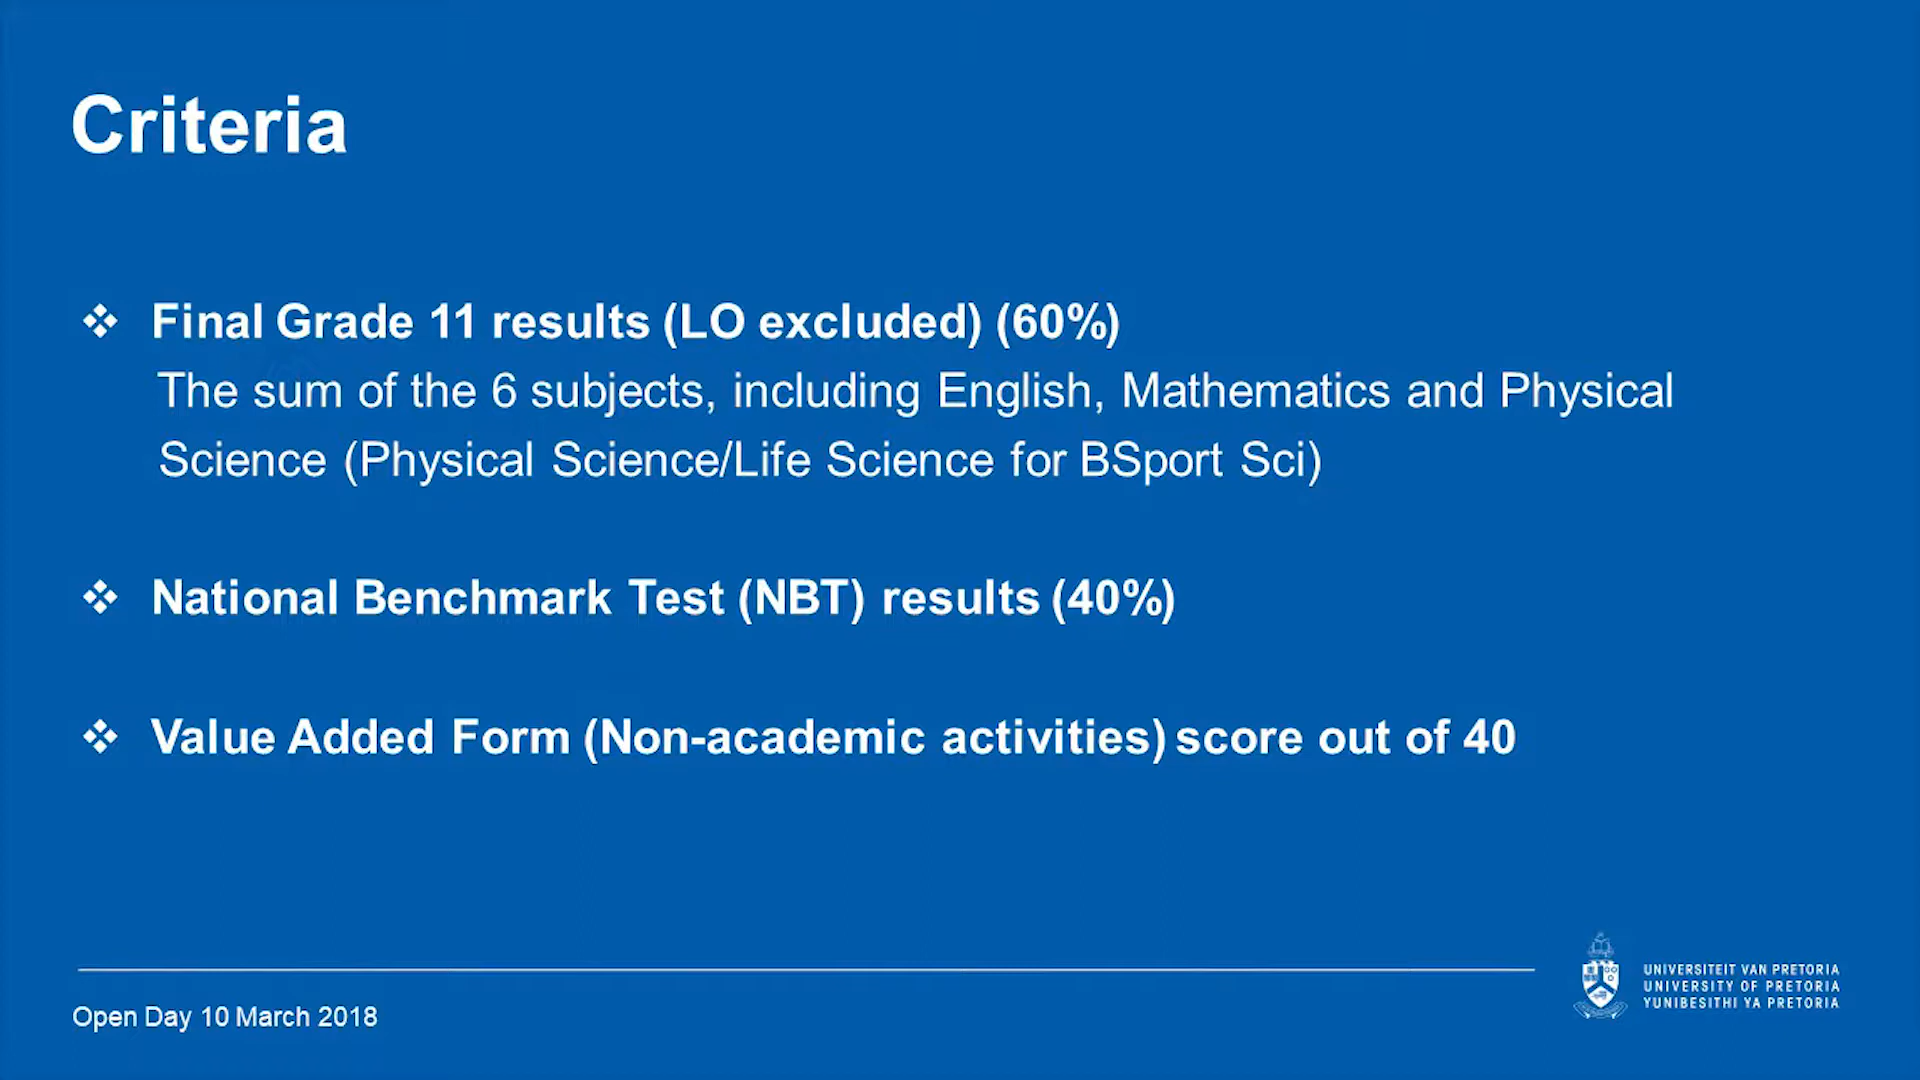 Criteria
❖ Final Grade 11 results (LO excluded) (60%)
The sum of the 6 subjects, including English, Mathematics and Physical
Science (Physical Science/Life Science for BSport Sci)
❖ National Benchmark Test (NBT) results (40%)
❖ Value Added Form (Non-academic activities) score out of 40
Open Day 10 March 2018
UNIVERSITEIT VAN PRETORIA
UNIVERSITY OF PRETORIA
YUNIBESITHI YA PRETORIA